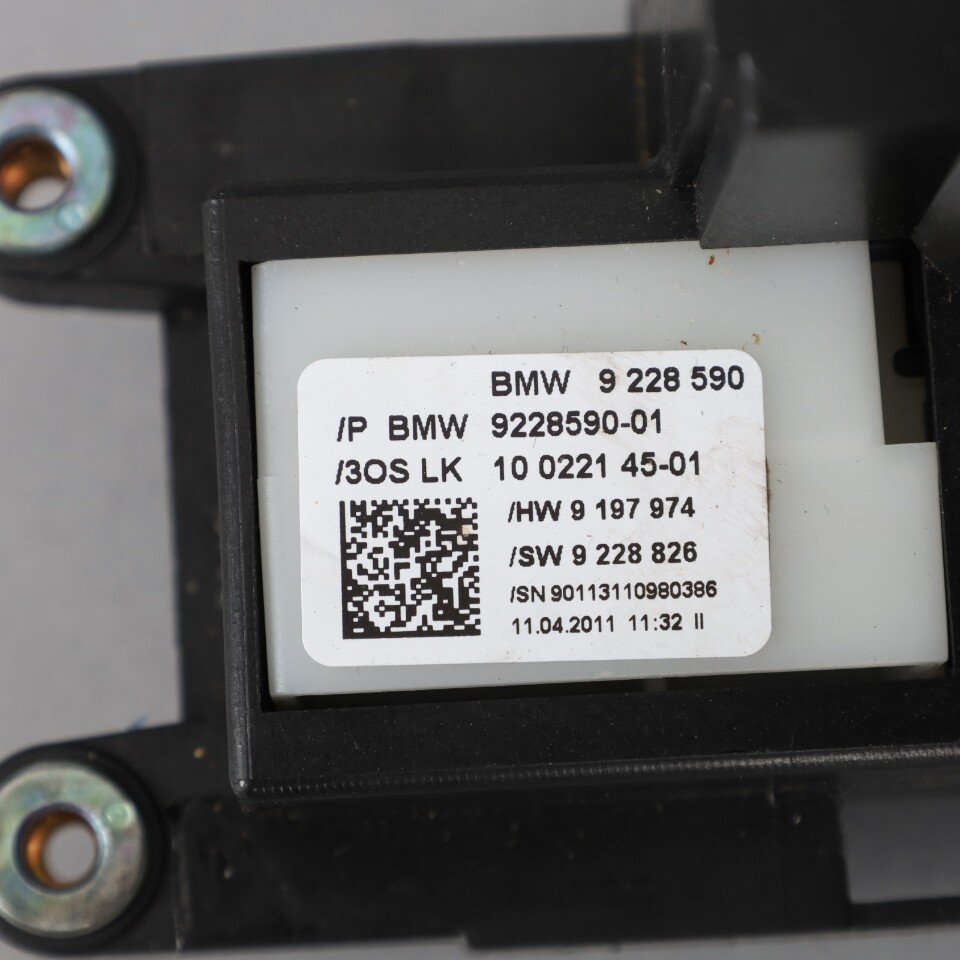 BMW 9 228 590
/P BMW 9228590-01
/3OS LK 10 0221 45-01
/HW 9 197 974
/SW 9 228 826
/SN 90113110980386
11.04.2011 11:32 II